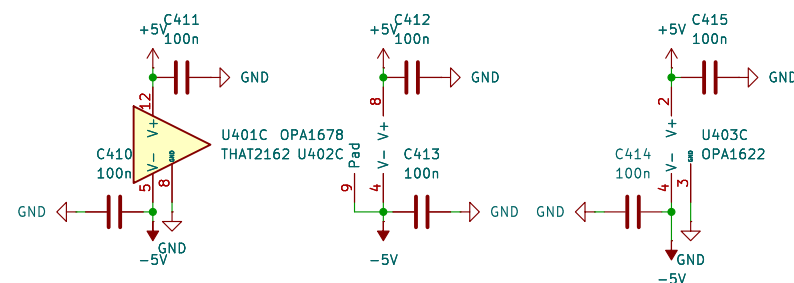 C411
+5V
100n
GND
12
V+
U401C
THAT2162
V-
GND
C410
100n
5
8
GND
GND
-5V
C412
+5V
100n
GND
8
V+
OPA1678
U402C
Pad
V-
9
4
C413
100n
GND
-5V
C415
+5V
100n
GND
2
V+
U403C
OPA1622
V-
GND
C414
100n
4
3
GND
GND
-5V